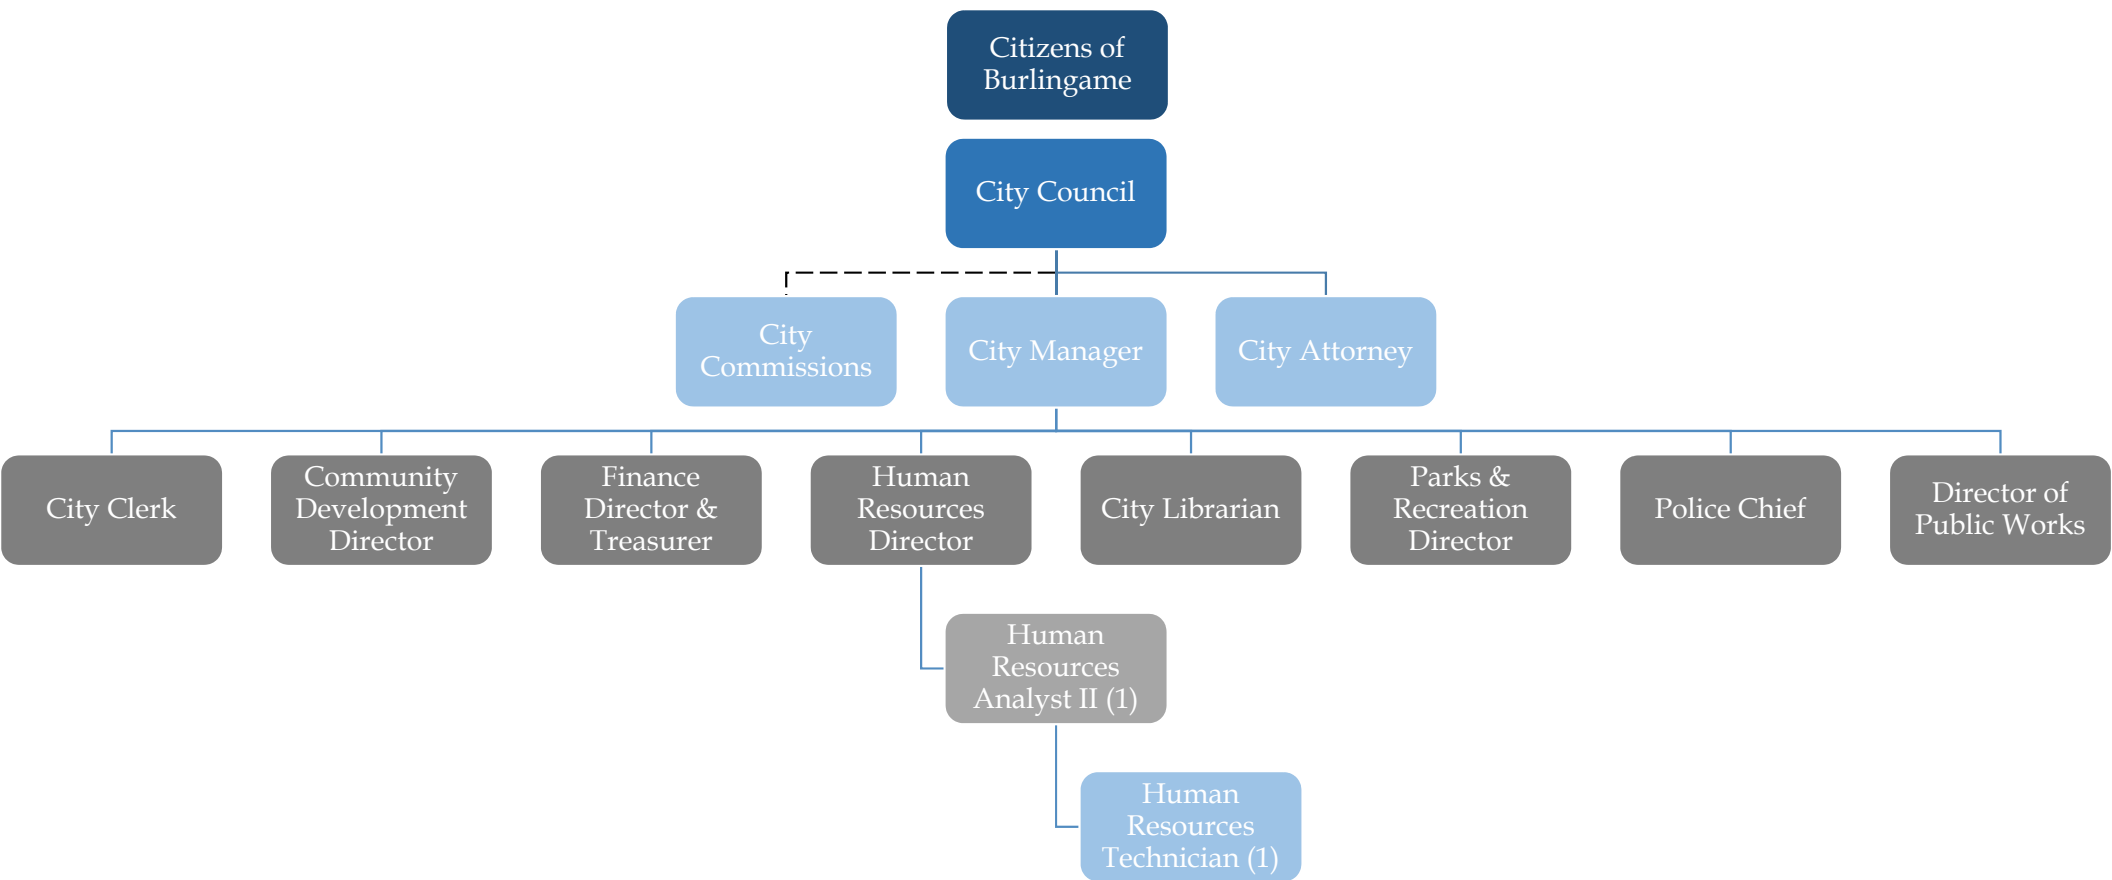 Citizens of
Burlingame
City Council
City
Commissions
City Manager
City Attorney
City Clerk
Community
Development
Director
Finance
Director &
Treasurer
Human
Resources
Director
City Librarian
Parks &
Recreation
Director
Police Chief
Director of
Public Works
Human
Resources
Analyst II (1)
Human
Resources
Technician (1)